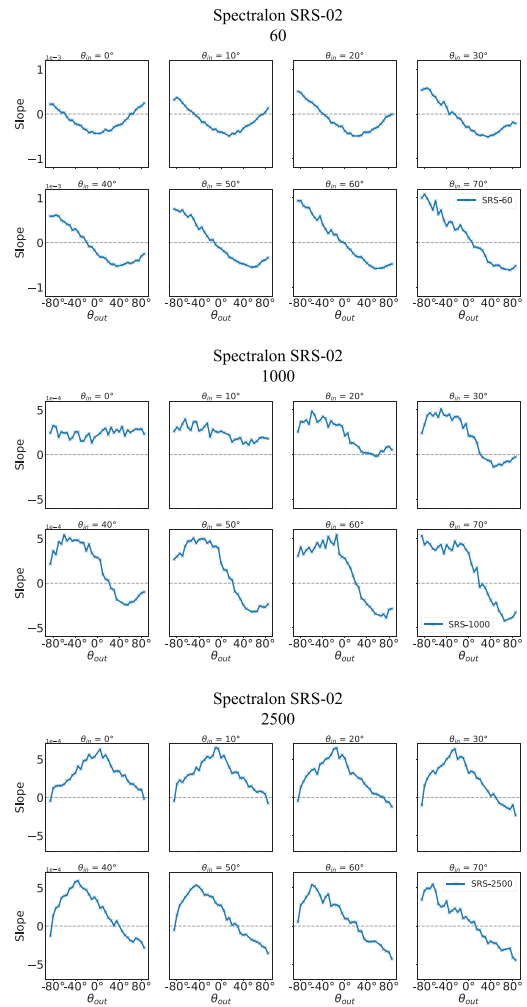 Spectralon SRS-02
60
1e−3
θin = 0° θin = 10° θin = 20° θin = 30°
1
0
−1
Slope
1e−3
θin = 40° θin = 50° θin = 60° θin = 70°
SRS-60
1
0
−1
Slope
-80° -40° 0° 40° 80° -80° -40° 0° 40° 80° -80° -40° 0° 40° 80° -80° -40° 0° 40° 80°
θout θout θout θout
Spectralon SRS-02
1000
1e−4
θin = 0° θin = 10° θin = 20° θin = 30°
5
0
−5
Slope
1e−4
θin = 40° θin = 50° θin = 60° θin = 70°
5
0
−5
Slope
SRS-1000
-80° -40° 0° 40° 80° -80° -40° 0° 40° 80° -80° -40° 0° 40° 80° -80° -40° 0° 40° 80°
θout θout θout θout
Spectralon SRS-02
2500
1e−4
θin = 0° θin = 10° θin = 20° θin = 30°
5
0
−5
Slope
1e−4
θin = 40° θin = 50° θin = 60° θin = 70°
SRS-2500
5
0
−5
Slope
-80° -40° 0° 40° 80° -80° -40° 0° 40° 80° -80° -40° 0° 40° 80° -80° -40° 0° 40° 80°
θout θout θout θout